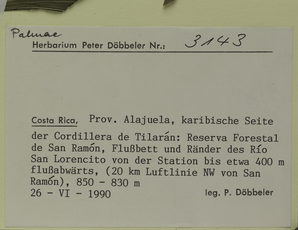 Palmae
Herbarium Peter Döbbeler Nr.: 3143
Costa Rica, Prov. Alajuela, karibische Seite
der Cordillera de Tilarán: Reserva Forestal
de San Ramón, Flußbett und Ränder des Río
San Lorencito von der Station bis etwa 400 m
flußabwärts, (20 km Luftlinie NW von San
Ramón), 850 - 830 m
26 - VI - 1990 leg. P. Döbbeler